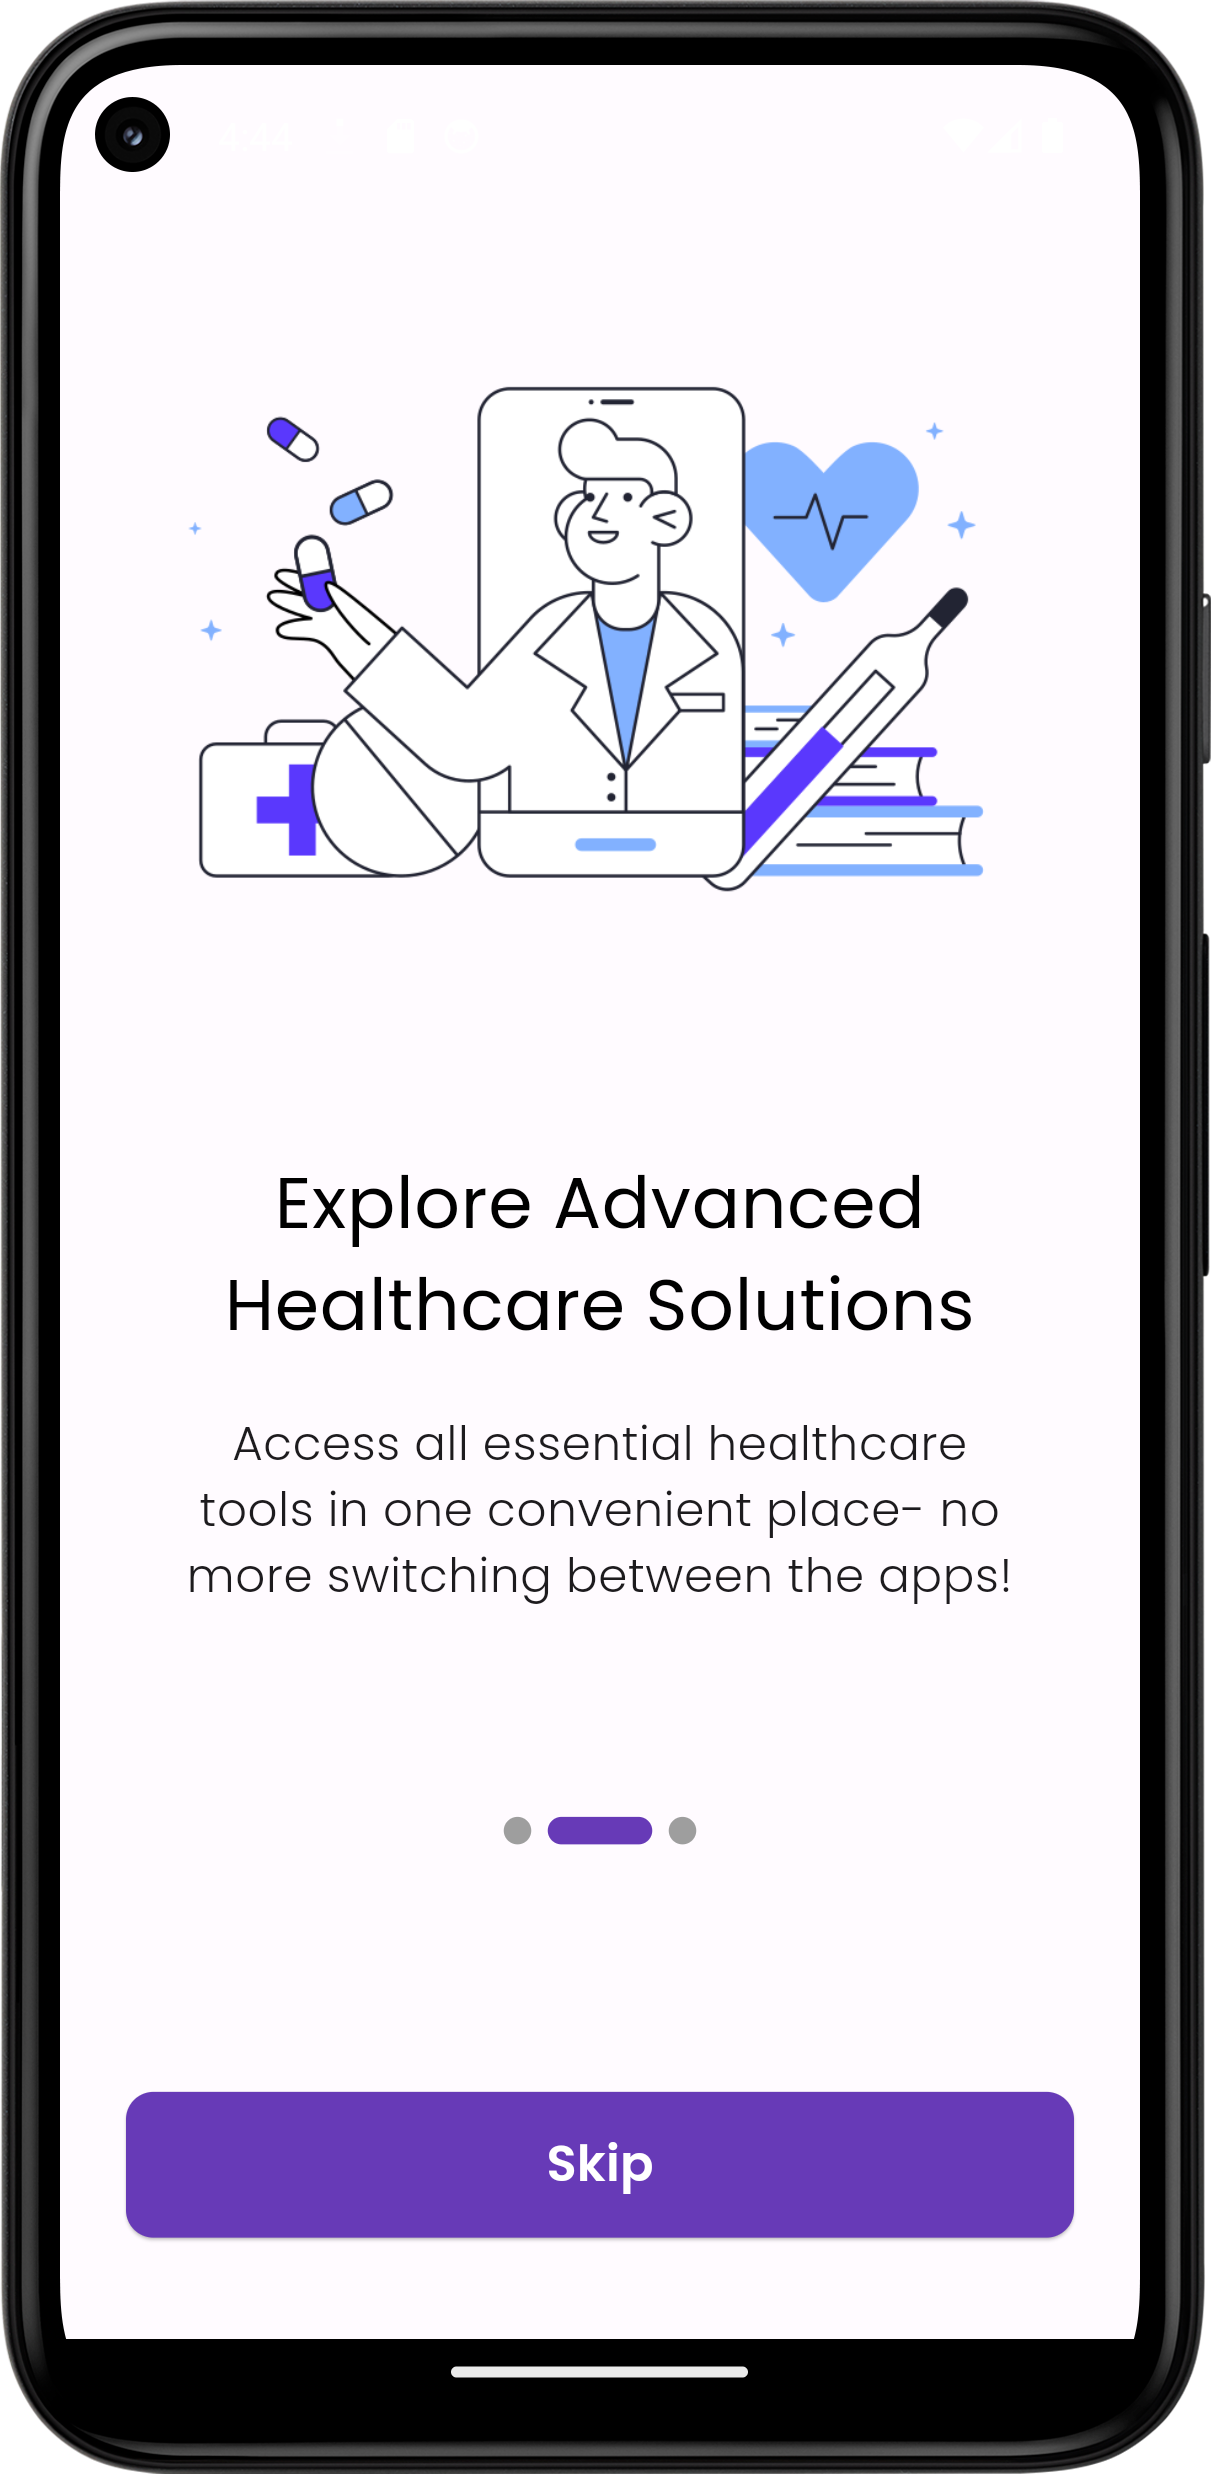 Explore Advanced
Healthcare Solutions
Access all essential healthcare
tools in one convenient place- no
more switching between the apps!
Skip